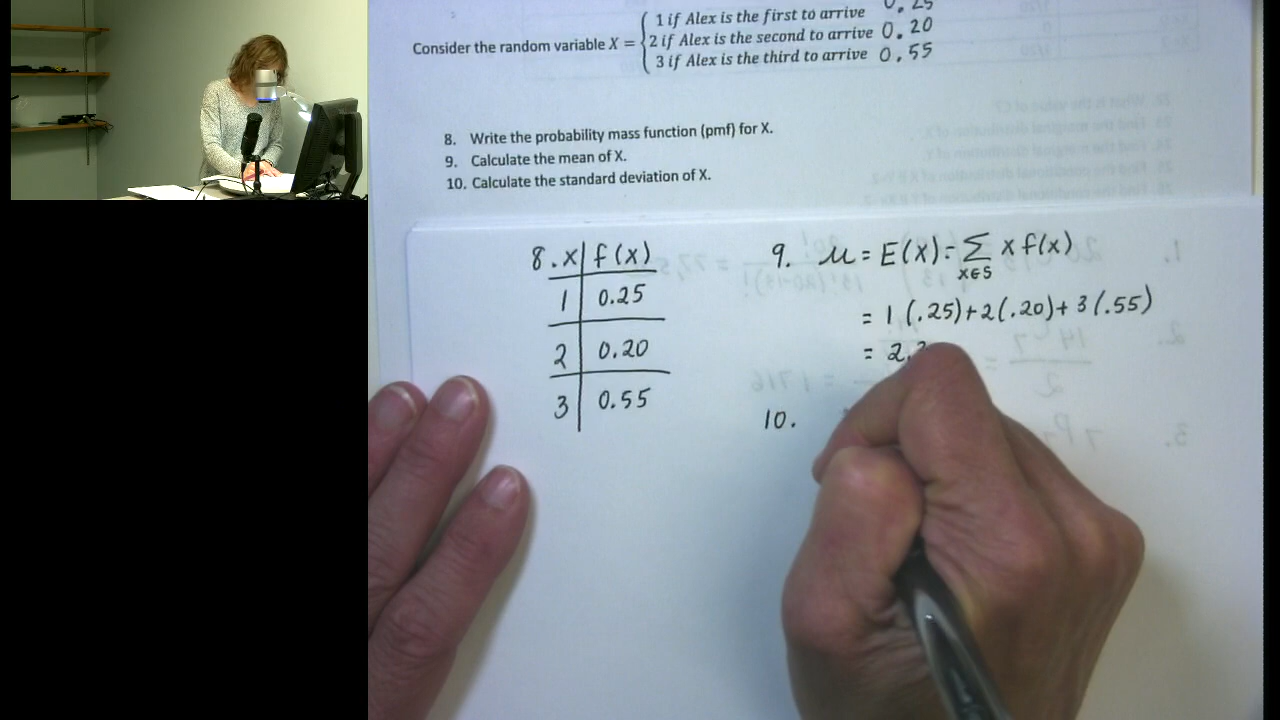 Consider the random variable X = { 1 if Alex is the first to arrive 0.25
2 if Alex is the second to arrive 0.20
3 if Alex is the third to arrive 0.55
8. Write the probability mass function (pmf) for X.
9. Calculate the mean of X.
10. Calculate the standard deviation of X.
8. x f(x)
1 0.25
2 0.20
3 0.55
9. μ = E(X) = Σ x f(x)
x∈S
= 1 (.25) + 2(.20) + 3(.55)
= 2.
10.